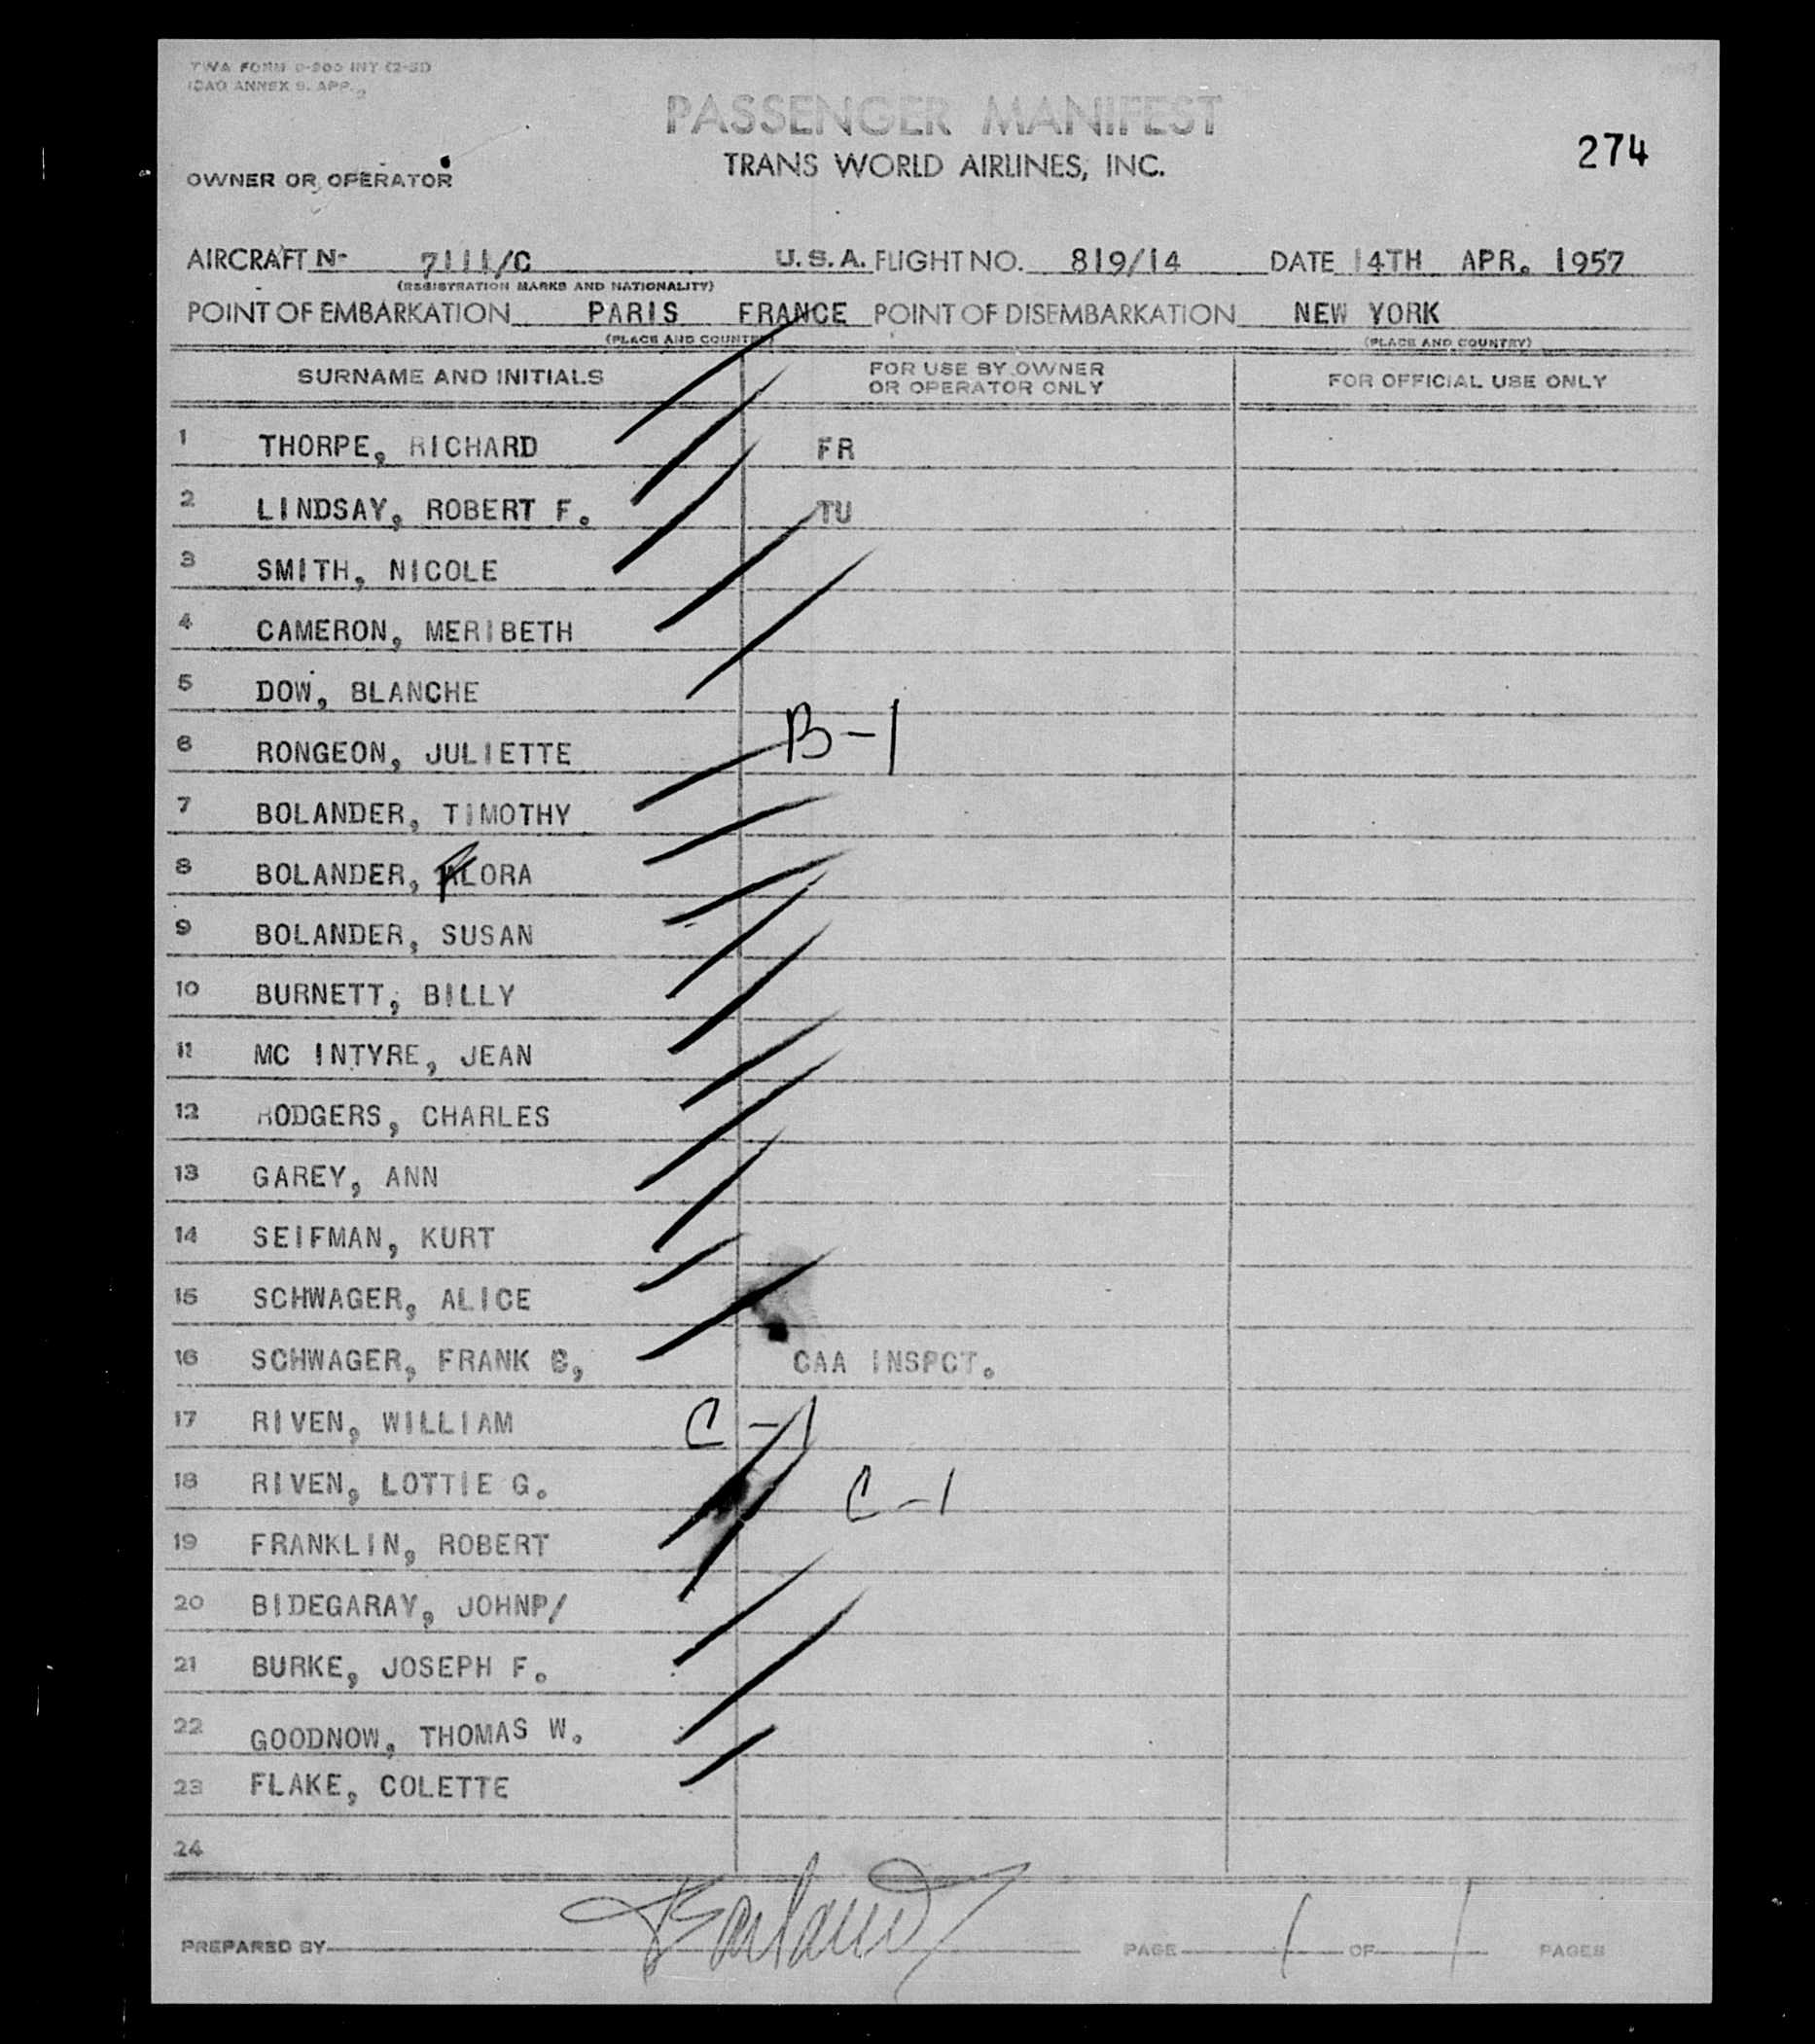 TWA FORM
ICAO ANNEX 9. APP. 2
PASSENGER MANIFEST
TRANS WORLD AIRLINES, INC.
274
OWNER OR OPERATOR
AIRCRAFT N- 7111/C U.S.A. FLIGHT NO. 819/14 DATE 14TH APR. 1957
(REGISTRATION MARKS AND NATIONALITY)
POINT OF EMBARKATION PARIS FRANCE POINT OF DISEMBARKATION NEW YORK
(PLACE AND COUNTRY) (PLACE AND COUNTRY)
SURNAME AND INITIALS FOR USE BY OWNER OR OPERATOR ONLY FOR OFFICIAL USE ONLY
1 THORPE, RICHARD FR
2 LINDSAY, ROBERT F. TU
3 SMITH, NICOLE
4 CAMERON, MERIBETH
5 DOW, BLANCHE
6 RONGEON, JULIETTE B-1
7 BOLANDER, TIMOTHY
8 BOLANDER, FLORA
9 BOLANDER, SUSAN
10 BURNETT, BILLY
11 MC INTYRE, JEAN
12 RODGERS, CHARLES
13 GAREY, ANN
14 SEIFMAN, KURT
15 SCHWAGER, ALICE
16 SCHWAGER, FRANK CAA INSPCT.
17 RIVEN, WILLIAM C-1
18 RIVEN, LOTTIE G. C-1
19 FRANKLIN, ROBERT
20 BIDEGARAY, JOHNP/
21 BURKE, JOSEPH F.
22 GOODNOW, THOMAS W.
23 FLAKE, COLETTE
24
PREPARED BY PAGE 1 OF 1 PAGES